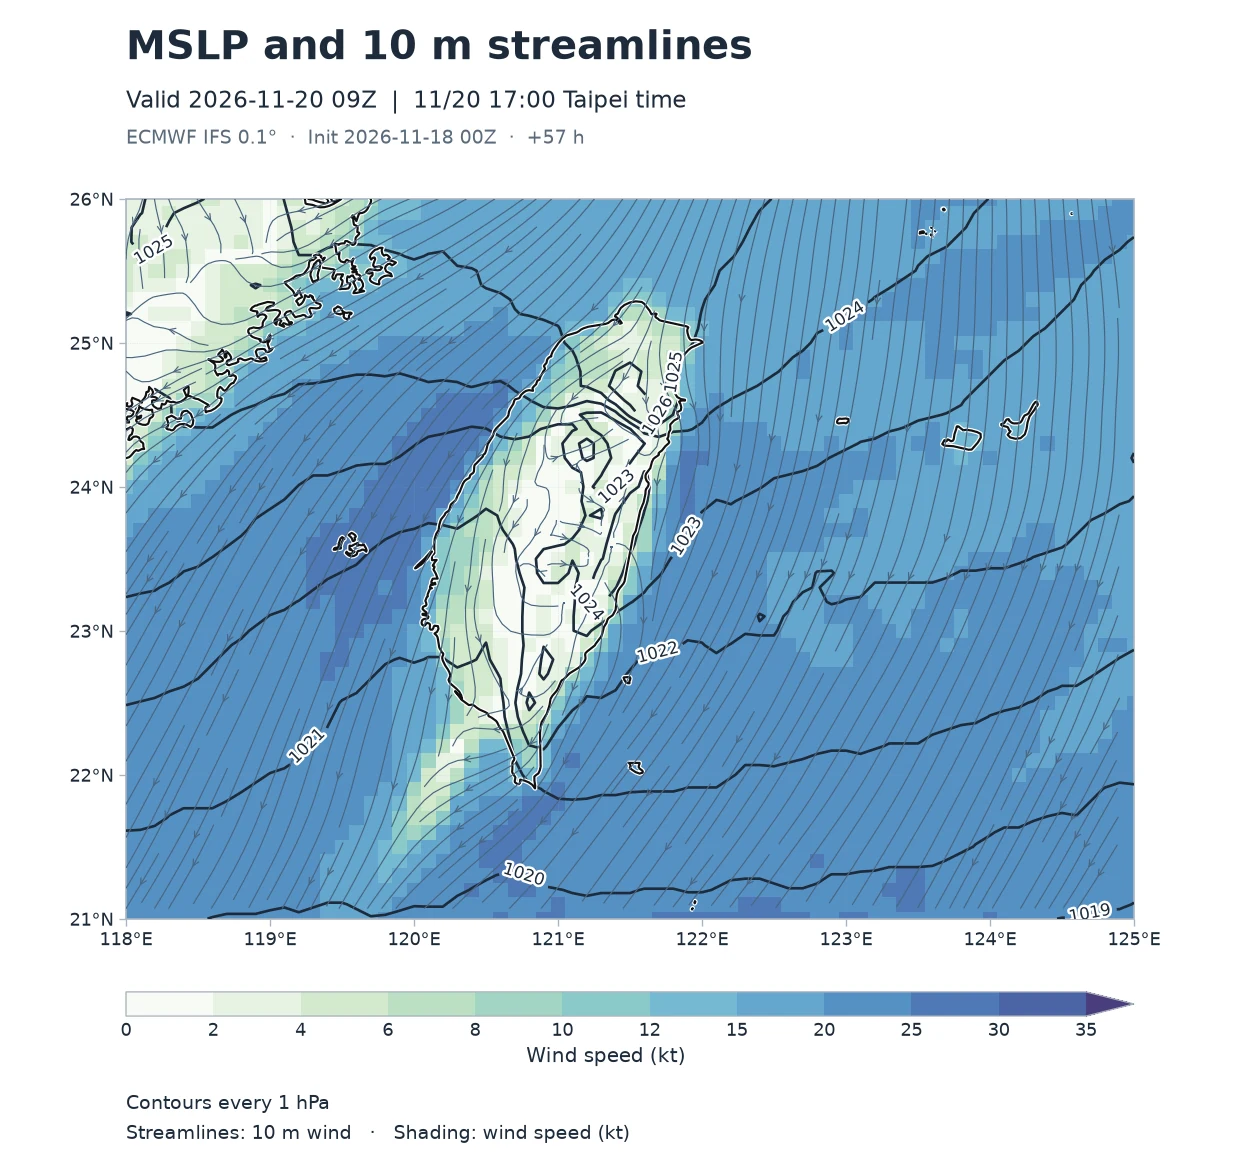 MSLP and 10 m streamlines
Valid 2026-11-20 09Z | 11/20 17:00 Taipei time
ECMWF IFS 0.1° · Init 2026-11-18 00Z · +57 h
26°N
25°N
24°N
23°N
22°N
21°N
1025
1024
1025
1026
1023
1023
1024
1022
1021
1020
1019
118°E 119°E 120°E 121°E 122°E 123°E 124°E 125°E
0 2 4 6 8 10 12 15 20 25 30 35
Wind speed (kt)
Contours every 1 hPa
Streamlines: 10 m wind · Shading: wind speed (kt)